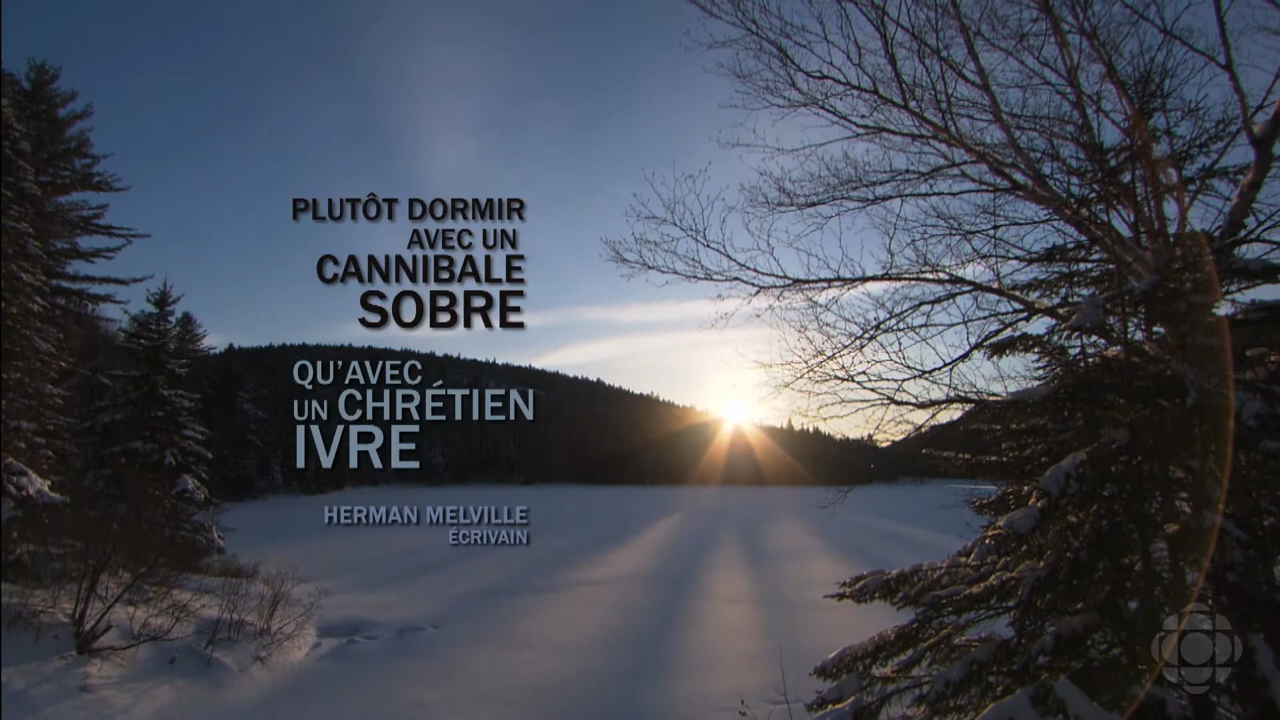 PLUTÔT DORMIR
AVEC UN
CANNIBALE
SOBRE
QU'AVEC
UN CHRÉTIEN
IVRE
HERMAN MELVILLE
ÉCRIVAIN